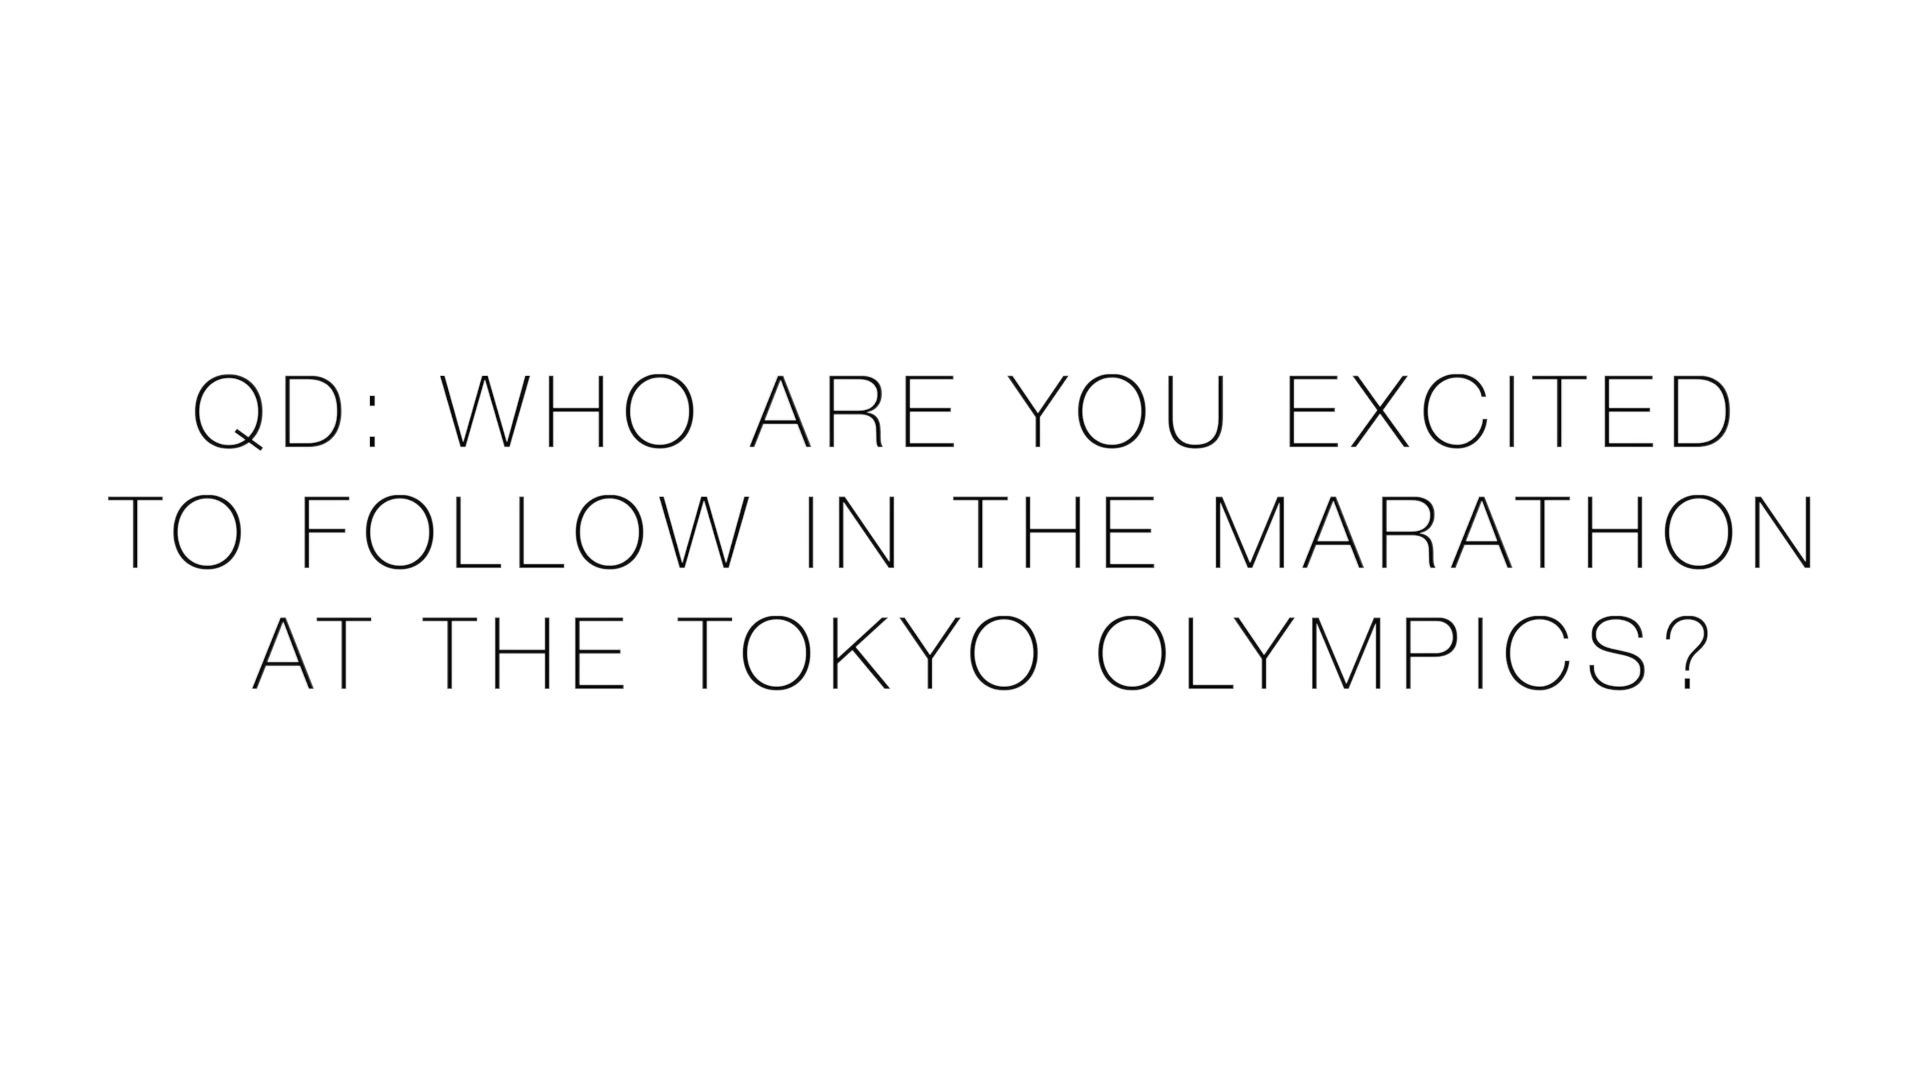 QD: WHO ARE YOU EXCITED
TO FOLLOW IN THE MARATHON
AT THE TOKYO OLYMPICS?